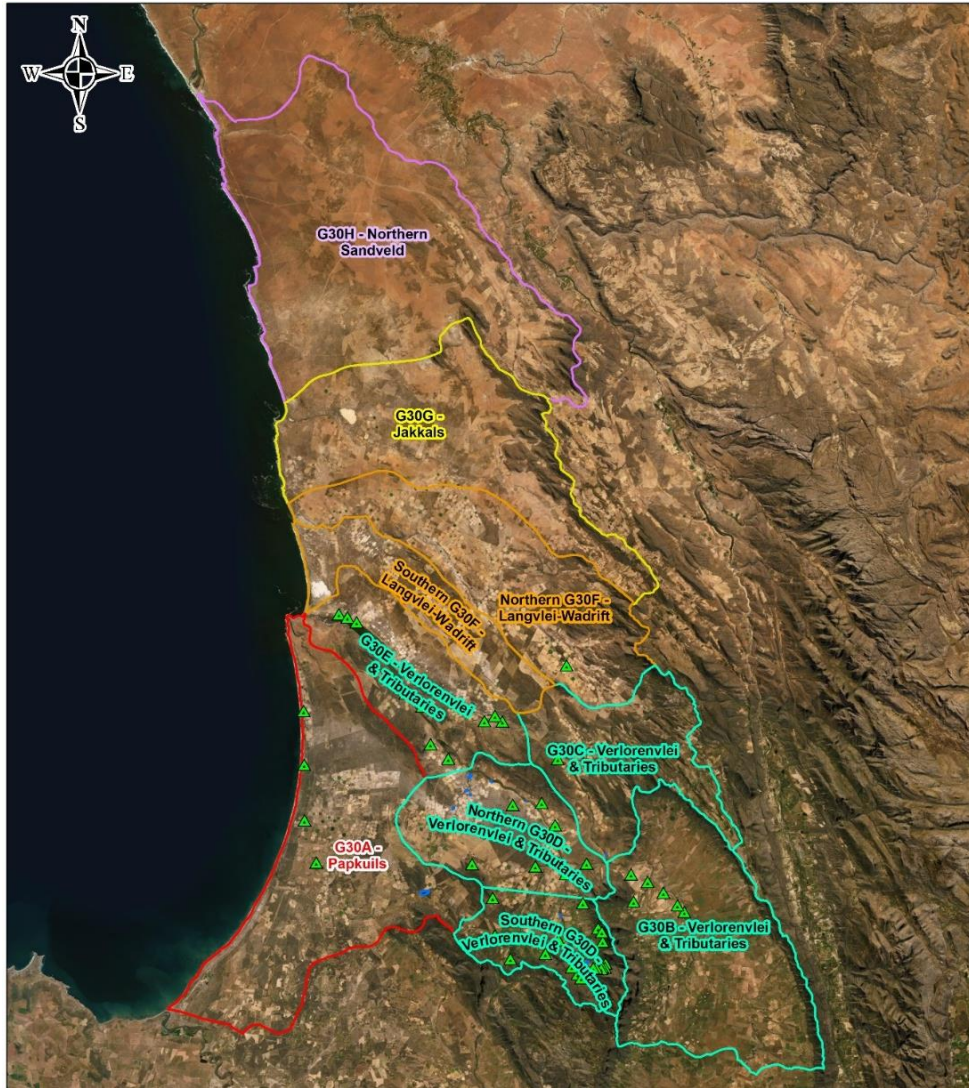 N
W E
S
G30H - Northern
Sandveld
G30G -
Jakkals
Southern G30F -
Langvlei-Wadrift
Northern G30F -
Langvlei-Wadrift
G30E - Verlorenvlei
& Tributaries
G30C - Verlorenvlei
& Tributaries
Northern G30D -
Verlorenvlei & Tributaries
G30A -
Papkuils
Southern G30D -
Verlorenvlei & Tributaries
G30B - Verlorenvlei
& Tributaries